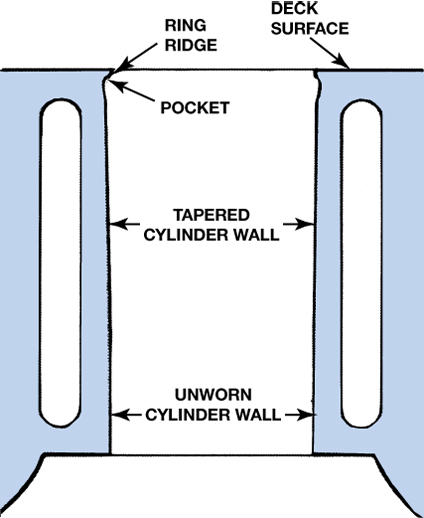 RING
RIDGE
DECK
SURFACE
POCKET
TAPERED
CYLINDER WALL
UNWORN
CYLINDER WALL